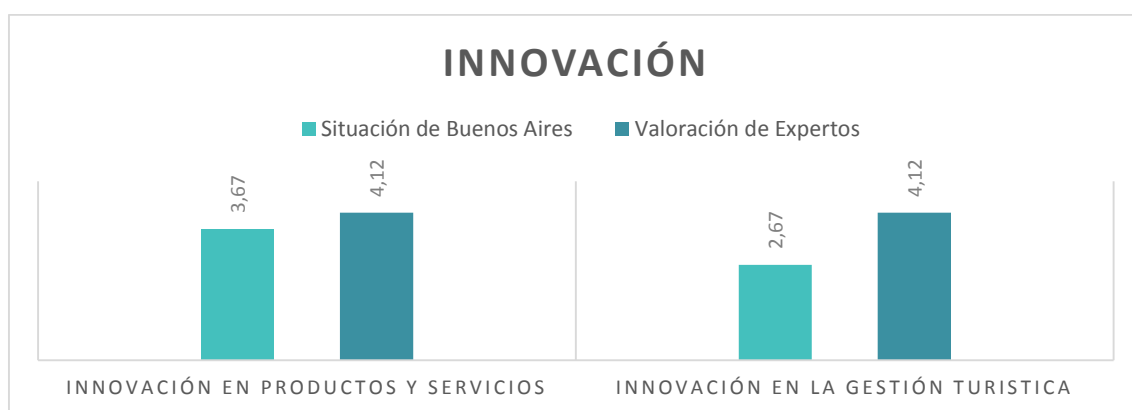 INNOVACIÓN
Situación de Buenos Aires
Valoración de Expertos
3,67
4,12
2,67
4,12
INNOVACIÓN EN PRODUCTOS Y SERVICIOS
INNOVACIÓN EN LA GESTIÓN TURISTICA